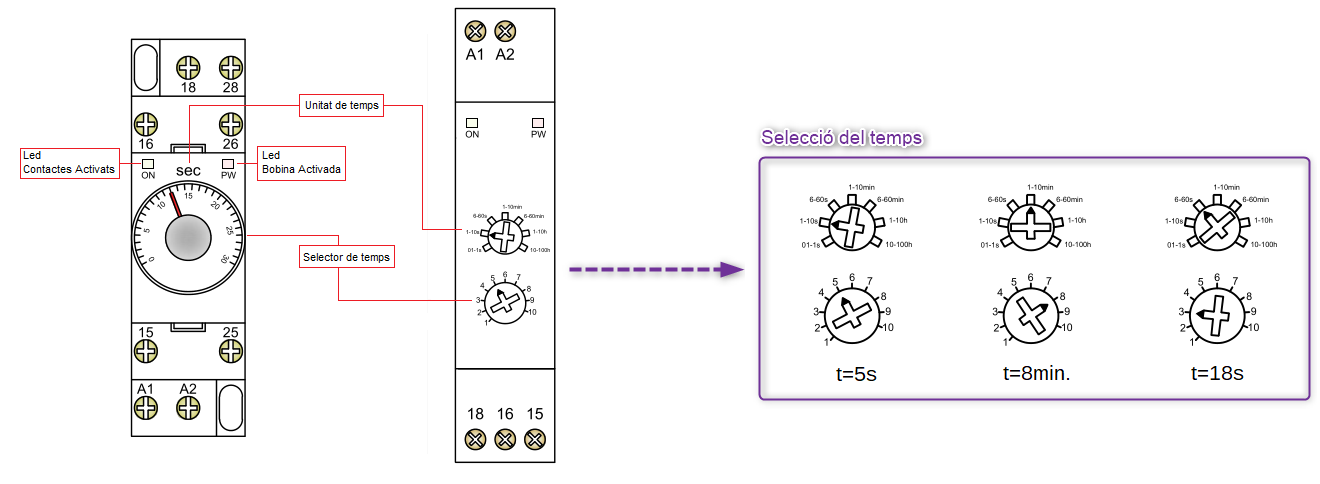 18 28
16 26
Led
Contactes Activats
ON
sec
PW
Led
Bobina Activada
0 5 10 15 20 25 30
15 25
A1 A2
Unitat de temps
Selector de temps
A1 A2
ON PW
01-1s 1-10s 6-60s 1-10min 6-60min 1-10h 10-100h
1 2 3 4 5 6 7 8 9 10
18 16 15
Selecció del temps
01-1s 1-10s 6-60s 1-10min 6-60min 1-10h 10-100h
1 2 3 4 5 6 7 8 9 10
t=5s
01-1s 1-10s 6-60s 1-10min 6-60min 1-10h 10-100h
1 2 3 4 5 6 7 8 9 10
t=8min.
01-1s 1-10s 6-60s 1-10min 6-60min 1-10h 10-100h
1 2 3 4 5 6 7 8 9 10
t=18s